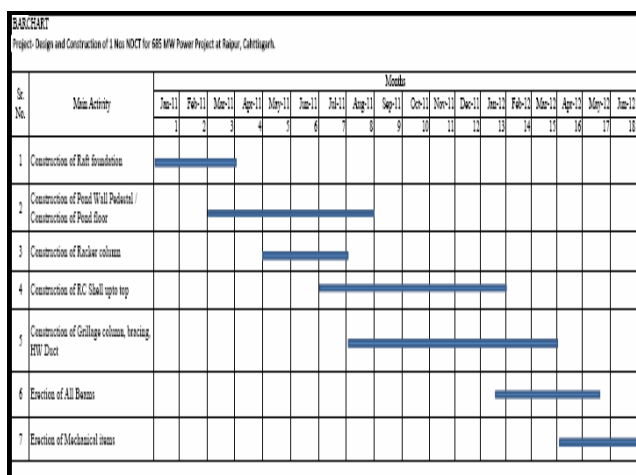 BARCHART
Project- Design and Construction of 1 Nos NDCT for 685 MW Power Project at Raipur, Cahttisgarh.
Sr. No. Main Activity Months
Jan-11 Feb-11 Mar-11 Apr-11 May-11 Jun-11 Jul-11 Aug-11 Sep-11 Oct-11 Nov-11 Dec-11 Jan-12 Feb-12 Mar-12 Apr-12 May-12 Jun-12
1 2 3 4 5 6 7 8 9 10 11 12 13 14 15 16 17 18
1 Construction of Raft foundation
2 Construction of Pond Wall Pedestal /
Construction of Pond floor
3 Construction of Racker column
4 Construction of RC Shell upto top
5 Construction of Grillage column, bracing,
HW Duct
6 Erection of All Beams
7 Erection of Mechanical items